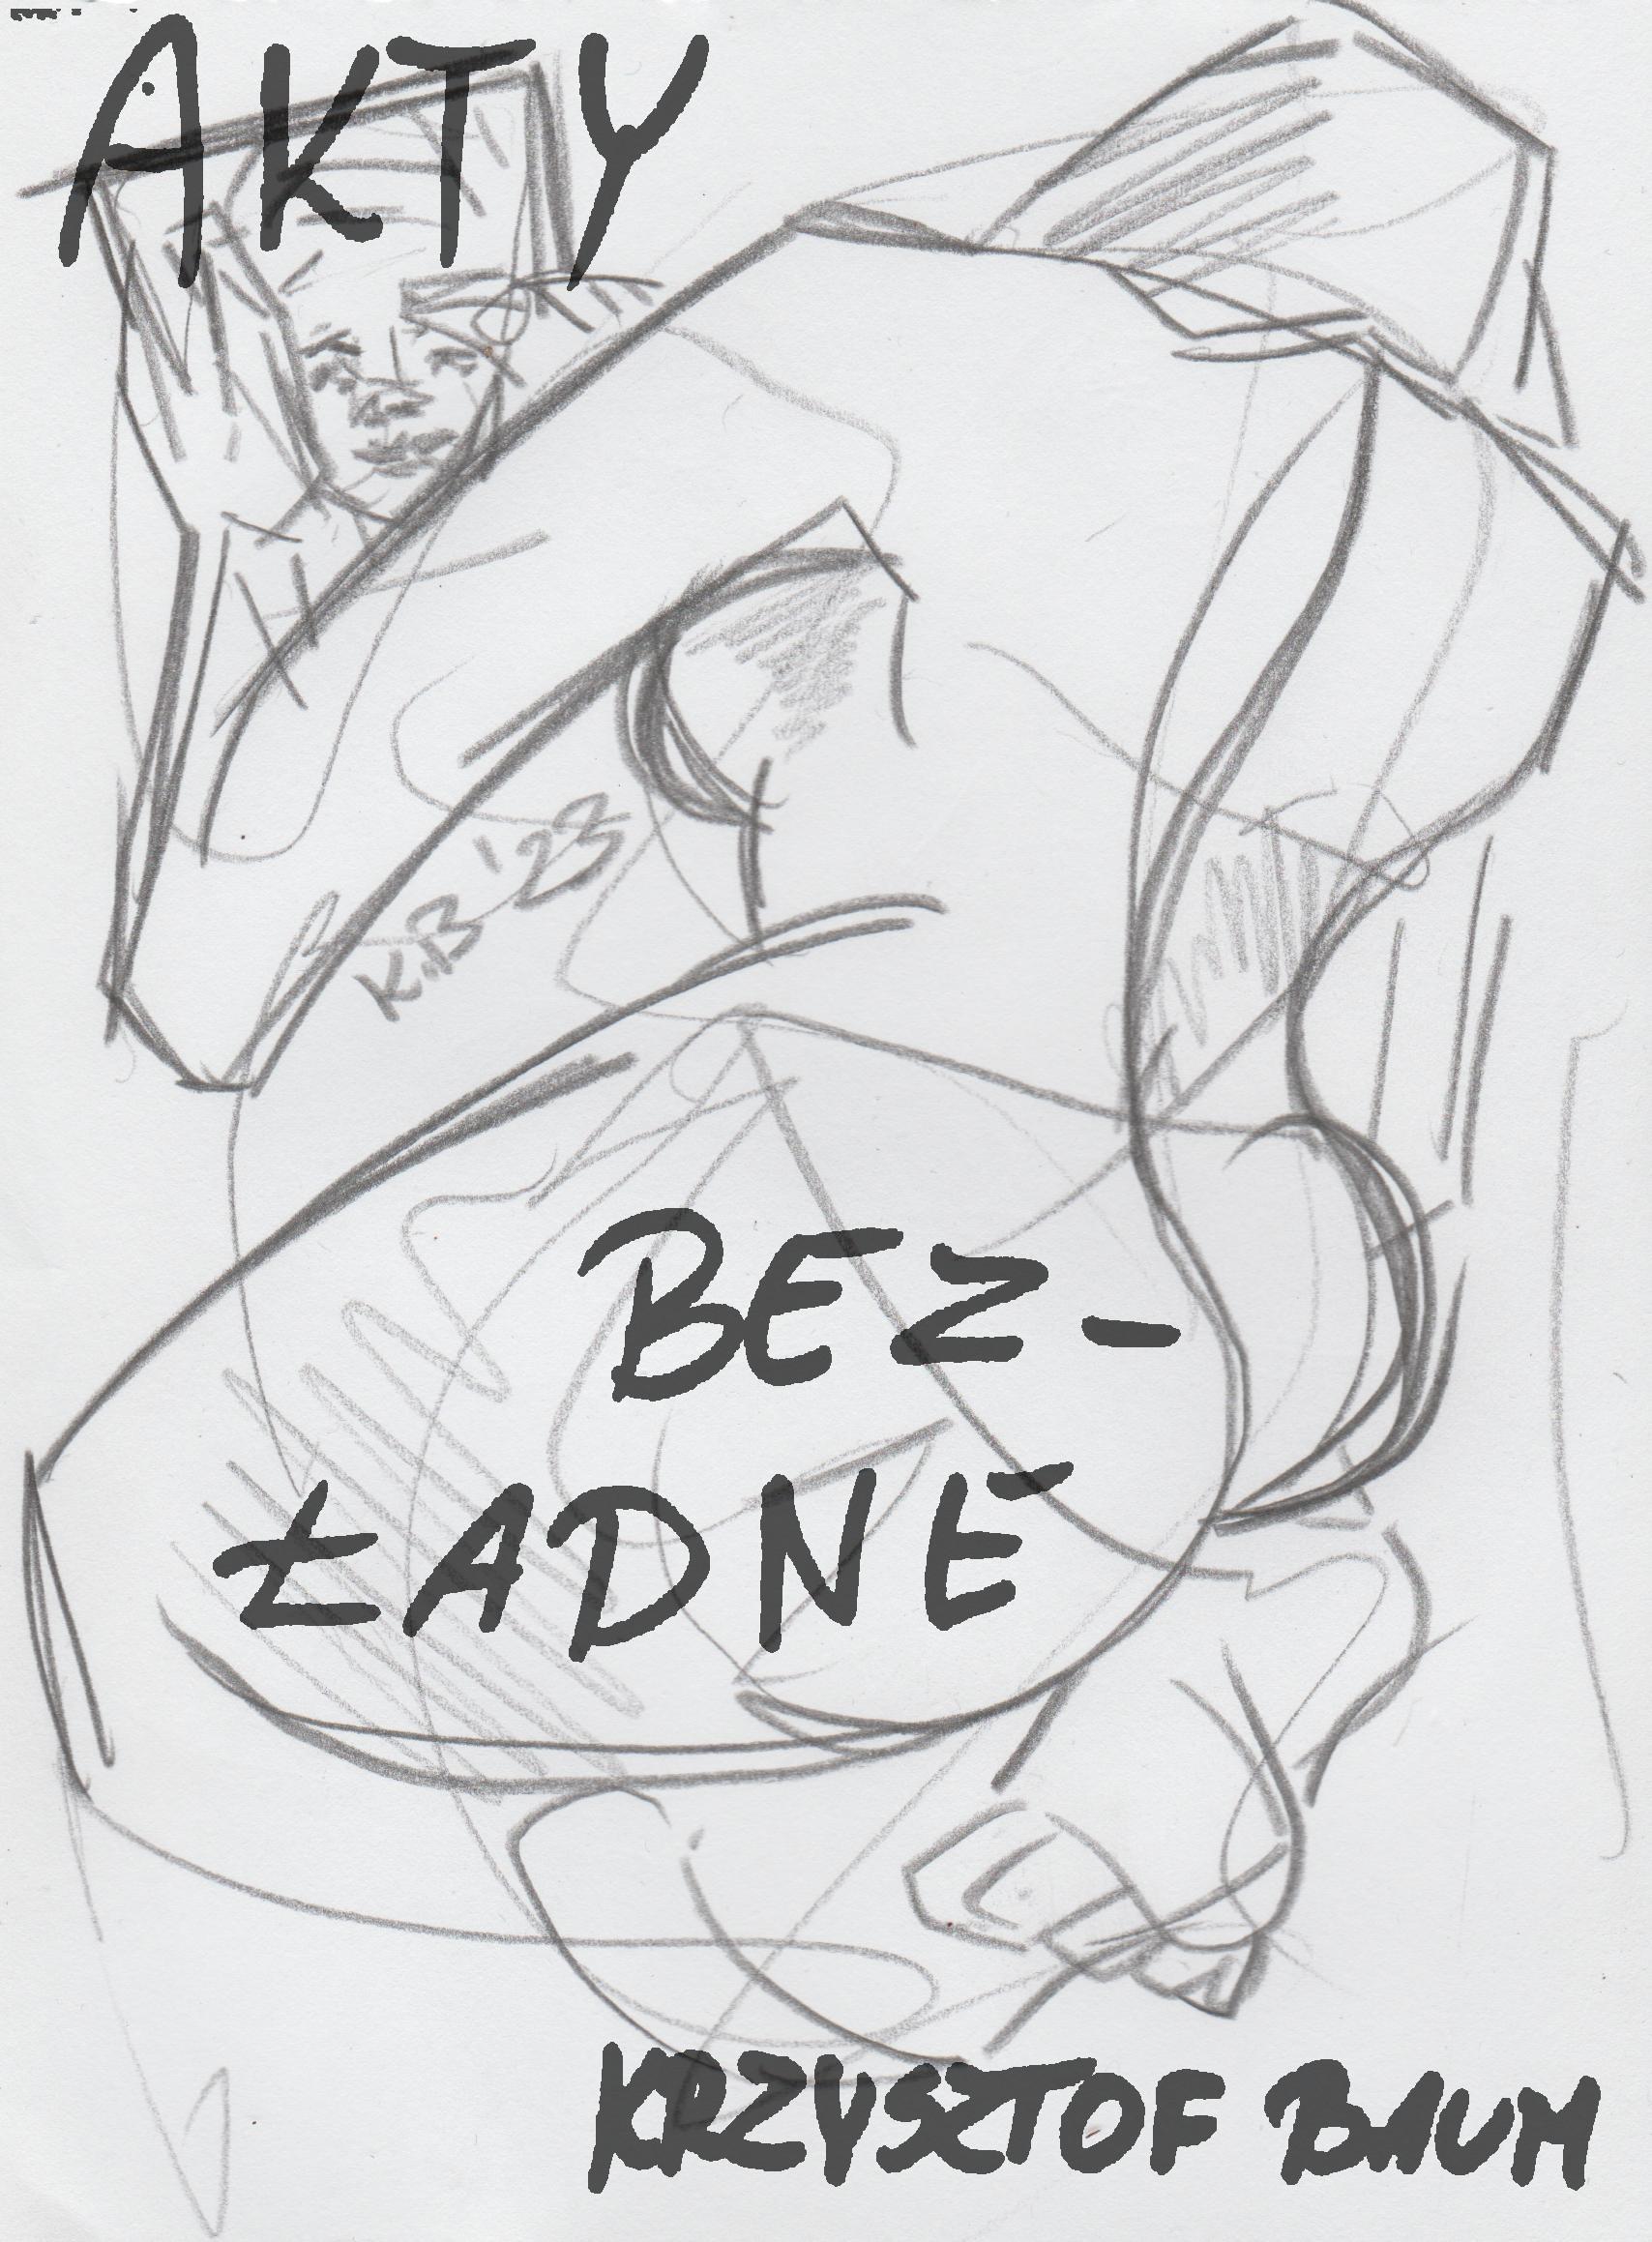 AKTY
K.B '23
BEZ-
ŁADNE
KRZYSZTOF BAUM